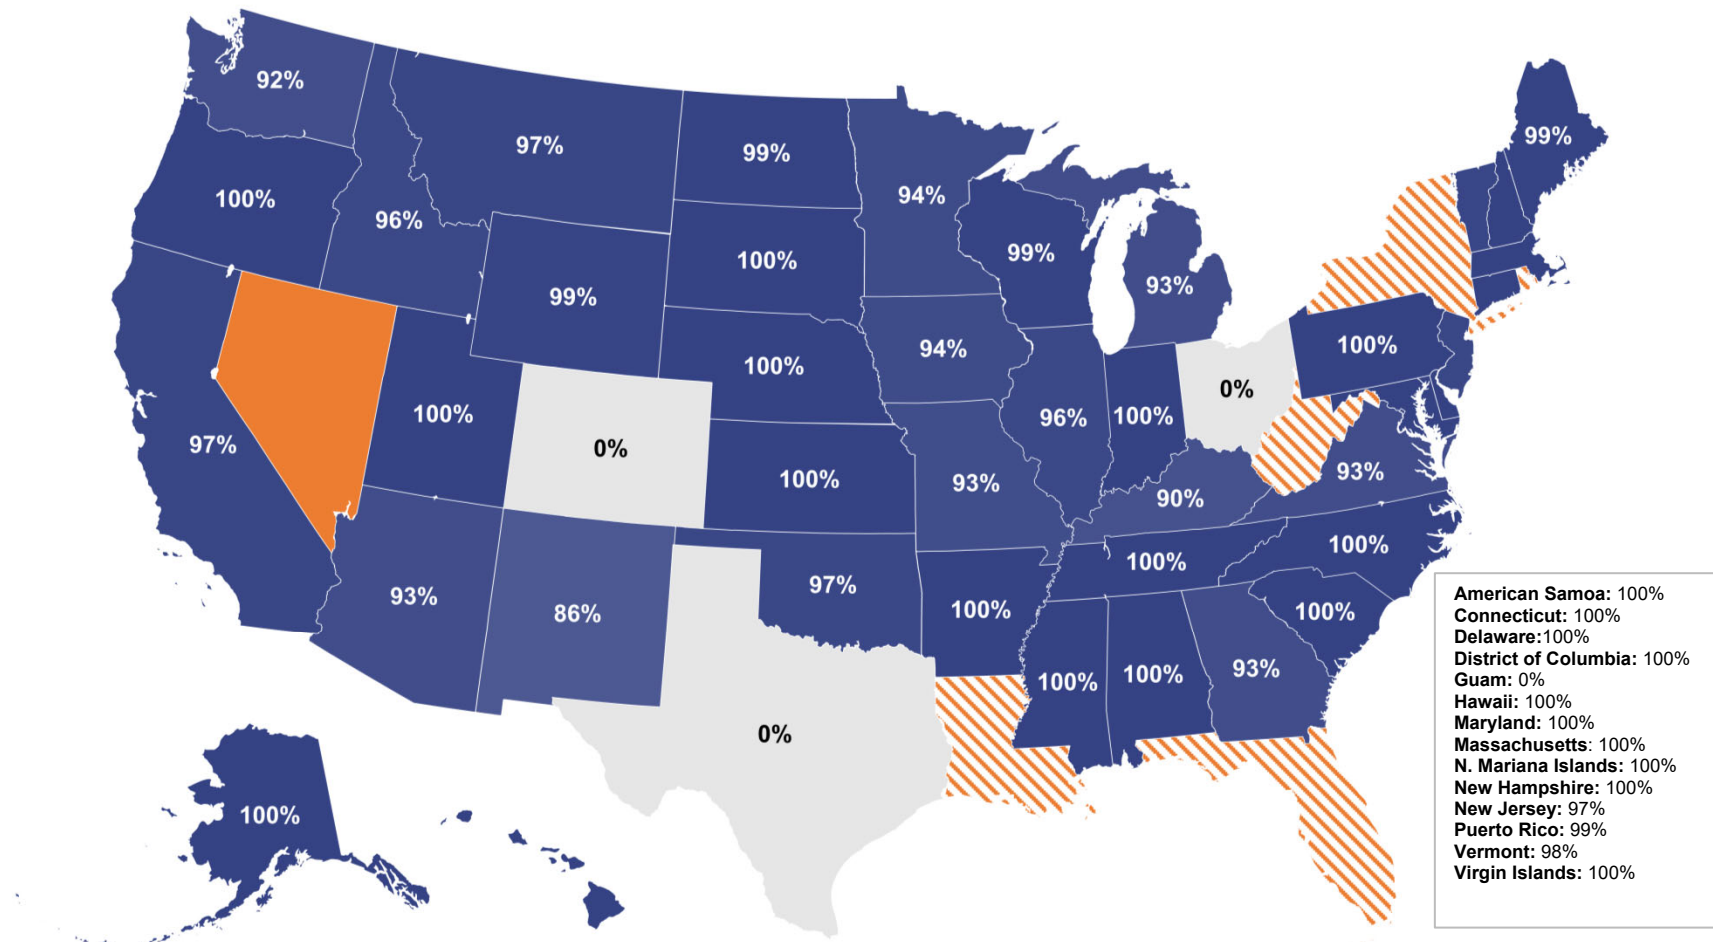 92%
97%
99%
99%
100%
96%
94%
100%
99%
99%
93%
100%
94%
100%
0%
100%
96%
100%
97%
0%
100%
93%
93%
90%
100%
100%
97%
93%
86%
100%
100%
93%
100%
100%
0%
100%
American Samoa: 100%
Connecticut: 100%
Delaware:100%
District of Columbia: 100%
Guam: 0%
Hawaii: 100%
Maryland: 100%
Massachusetts: 100%
N. Mariana Islands: 100%
New Hampshire: 100%
New Jersey: 97%
Puerto Rico: 99%
Vermont: 98%
Virgin Islands: 100%